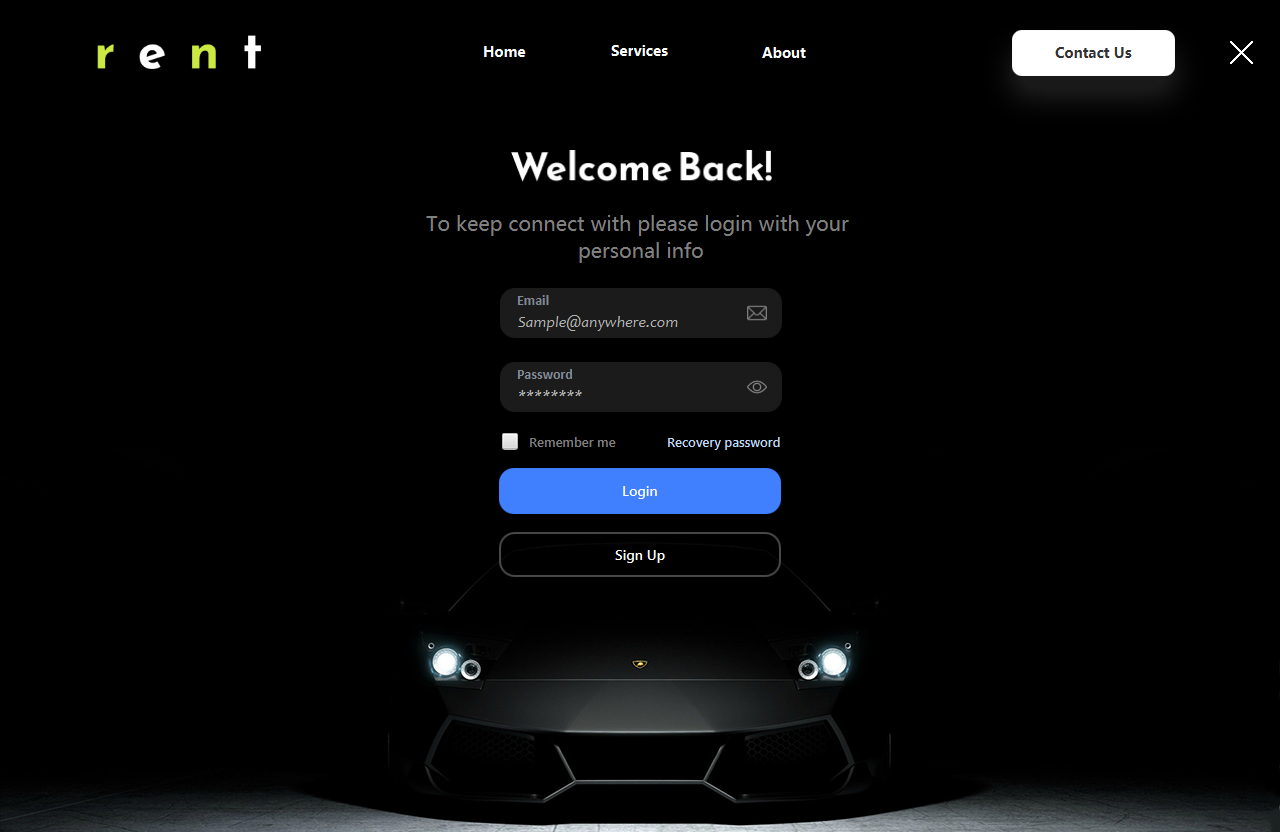 r e n t
Home
Services
About
Contact Us
Welcome Back!
To keep connect with please login with your
personal info
Email
Sample@anywhere.com
Password
********
Remember me
Recovery password
Login
Sign Up